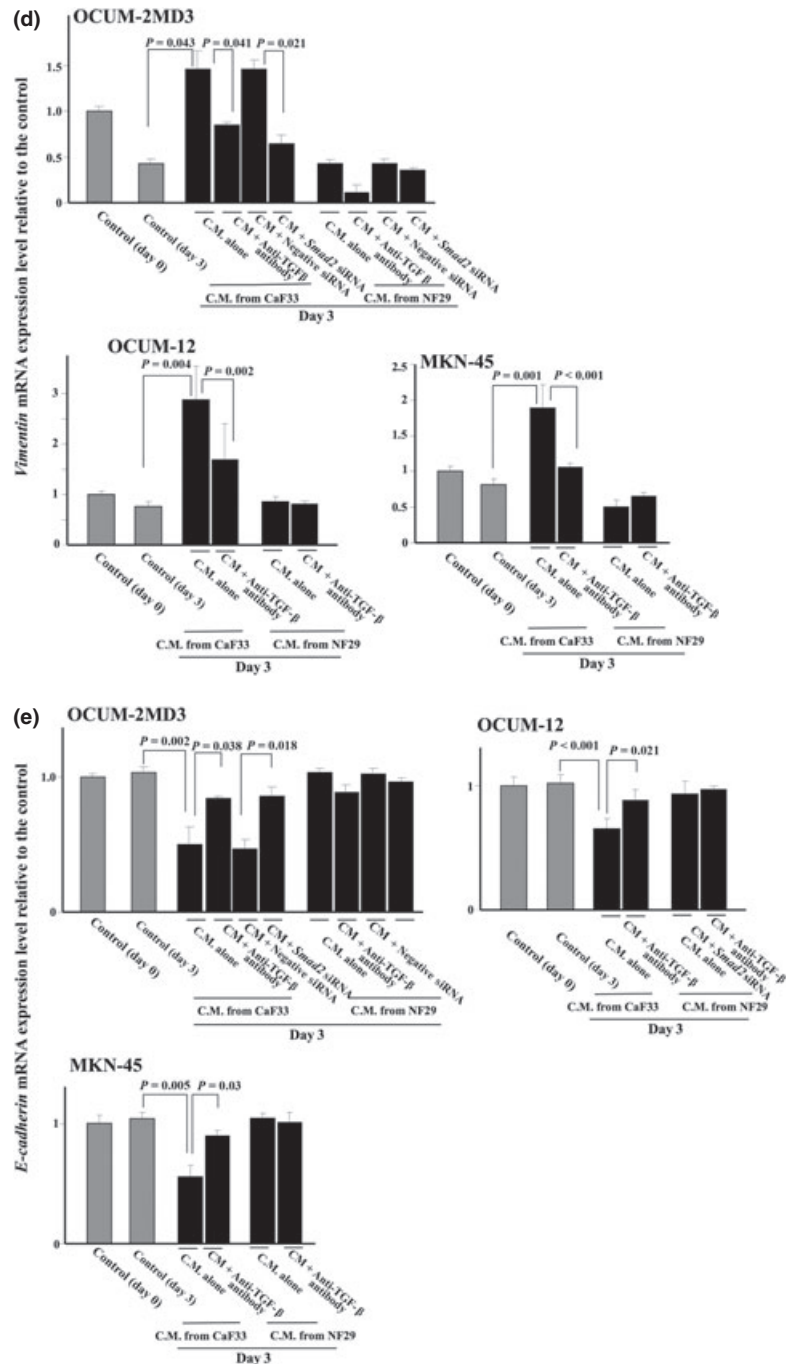 (d)
OCUM-2MD3
P = 0.043
P = 0.041
P = 0.021
Vimentin mRNA expression level relative to the control
1.5
1.0
0.5
0
Control (day 0)
Control (day 3)
C.M. alone
C M + Anti-TGFβ
antibody
C M + Negative siRNA
C M + Smad2 siRNA
C.M. alone
C M + Anti-TGF β
antibody
C M + Negative siRNA
C M + Smad2 siRNA
C.M. from CaF33
C.M. from NF29
Day 3
OCUM-12
P = 0.004
P = 0.002
3
2
1
0
Control (day 0)
Control (day 3)
C.M. alone
C M + Anti-TGF-β
antibody
C.M. alone
C M + Anti-TGF-β
antibody
C.M. from CaF33
C.M. from NF29
Day 3
MKN-45
P = 0.001
P < 0.001
2.5
2
1.5
1
0.5
0
Control (day 0)
Control (day 3)
C.M. alone
C M + Anti-TGF-β
antibody
C.M. alone
C M + Anti-TGF-β
antibody
C.M. from CaF33
C.M. from NF29
Day 3
(e)
OCUM-2MD3
P = 0.002
P = 0.038
P = 0.018
E-cadherin mRNA expression level relative to the control
1.0
0
Control (day 0)
Control (day 3)
C.M. alone
CM + Anti-TGF-β
antibody
CM + Negative siRNA
CM + Smad2 siRNA
C.M. alone
CM + Anti-TGF-β
antibody
CM + Negative siRNA
C.M. from CaF33
C.M. from NF29
Day 3
OCUM-12
P < 0.001
P = 0.021
1
0
Control (day 0)
Control (day 3)
C.M. alone
CM + Anti-TGF-β
antibody
CM + Smad2 siRNA
C.M. alone
CM + Anti-TGF-β
antibody
C.M. from CaF33
C.M. from NF29
Day 3
MKN-45
P = 0.005
P = 0.03
1
0
Control (day 0)
Control (day 3)
C.M. alone
CM + Anti-TGF-β
antibody
C.M. alone
CM + Anti-TGF-β
antibody
C.M. from CaF33
C.M. from NF29
Day 3